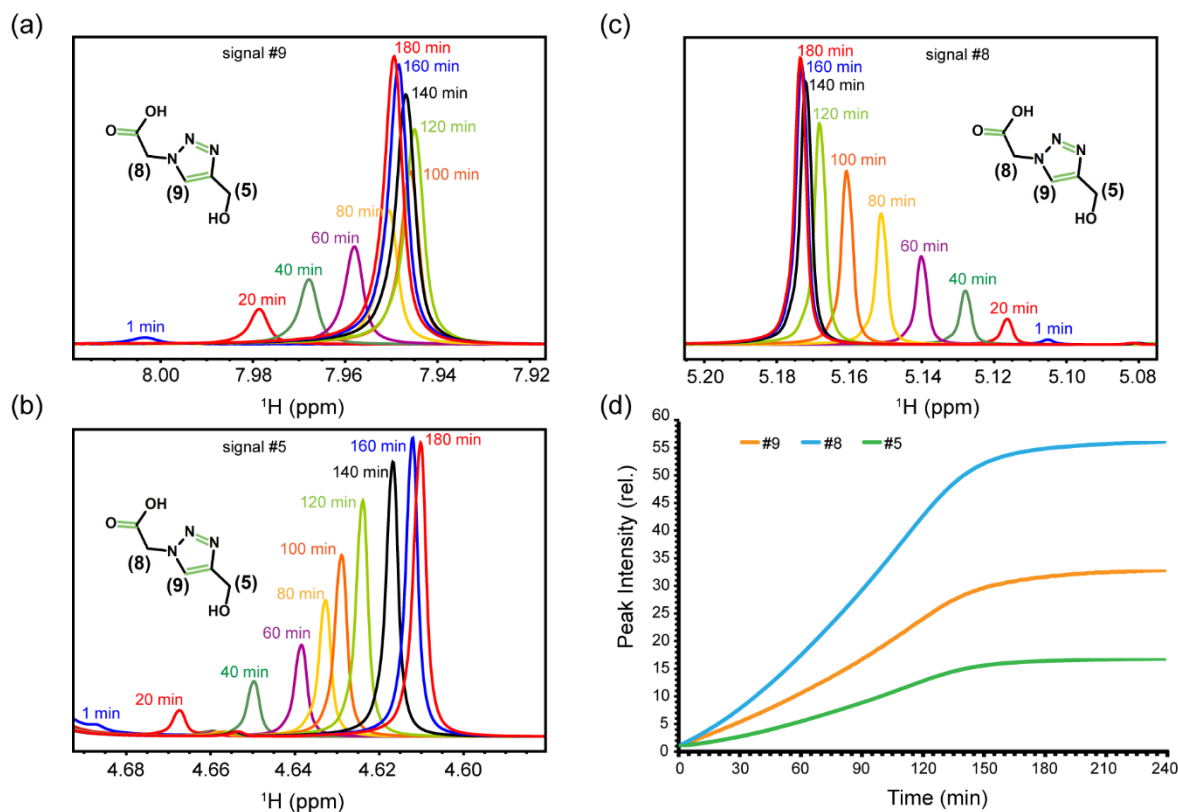 (a)
signal #9
180 min
160 min
140 min
120 min
100 min
80 min
60 min
40 min
20 min
1 min
O
OH
N
N
N
(8)
(9)
(5)
HO
8.00 7.98 7.96 7.94 7.92
¹H (ppm)
(c)
signal #8
180 min
160 min
140 min
120 min
100 min
80 min
60 min
40 min
20 min
1 min
OH
O
N
N
N
(8)
(9)
(5)
HO
5.20 5.18 5.16 5.14 5.12 5.10 5.08
¹H (ppm)
(b)
signal #5
160 min
180 min
140 min
120 min
100 min
80 min
60 min
40 min
20 min
1 min
OH
O
N
N
N
(8)
(9)
(5)
HO
4.68 4.66 4.64 4.62 4.60
¹H (ppm)
(d)
#9 #8 #5
Peak Intensity (rel.)
60
55
50
45
40
35
30
25
20
15
10
5
0
0 30 60 90 120 150 180 210 240
Time (min)